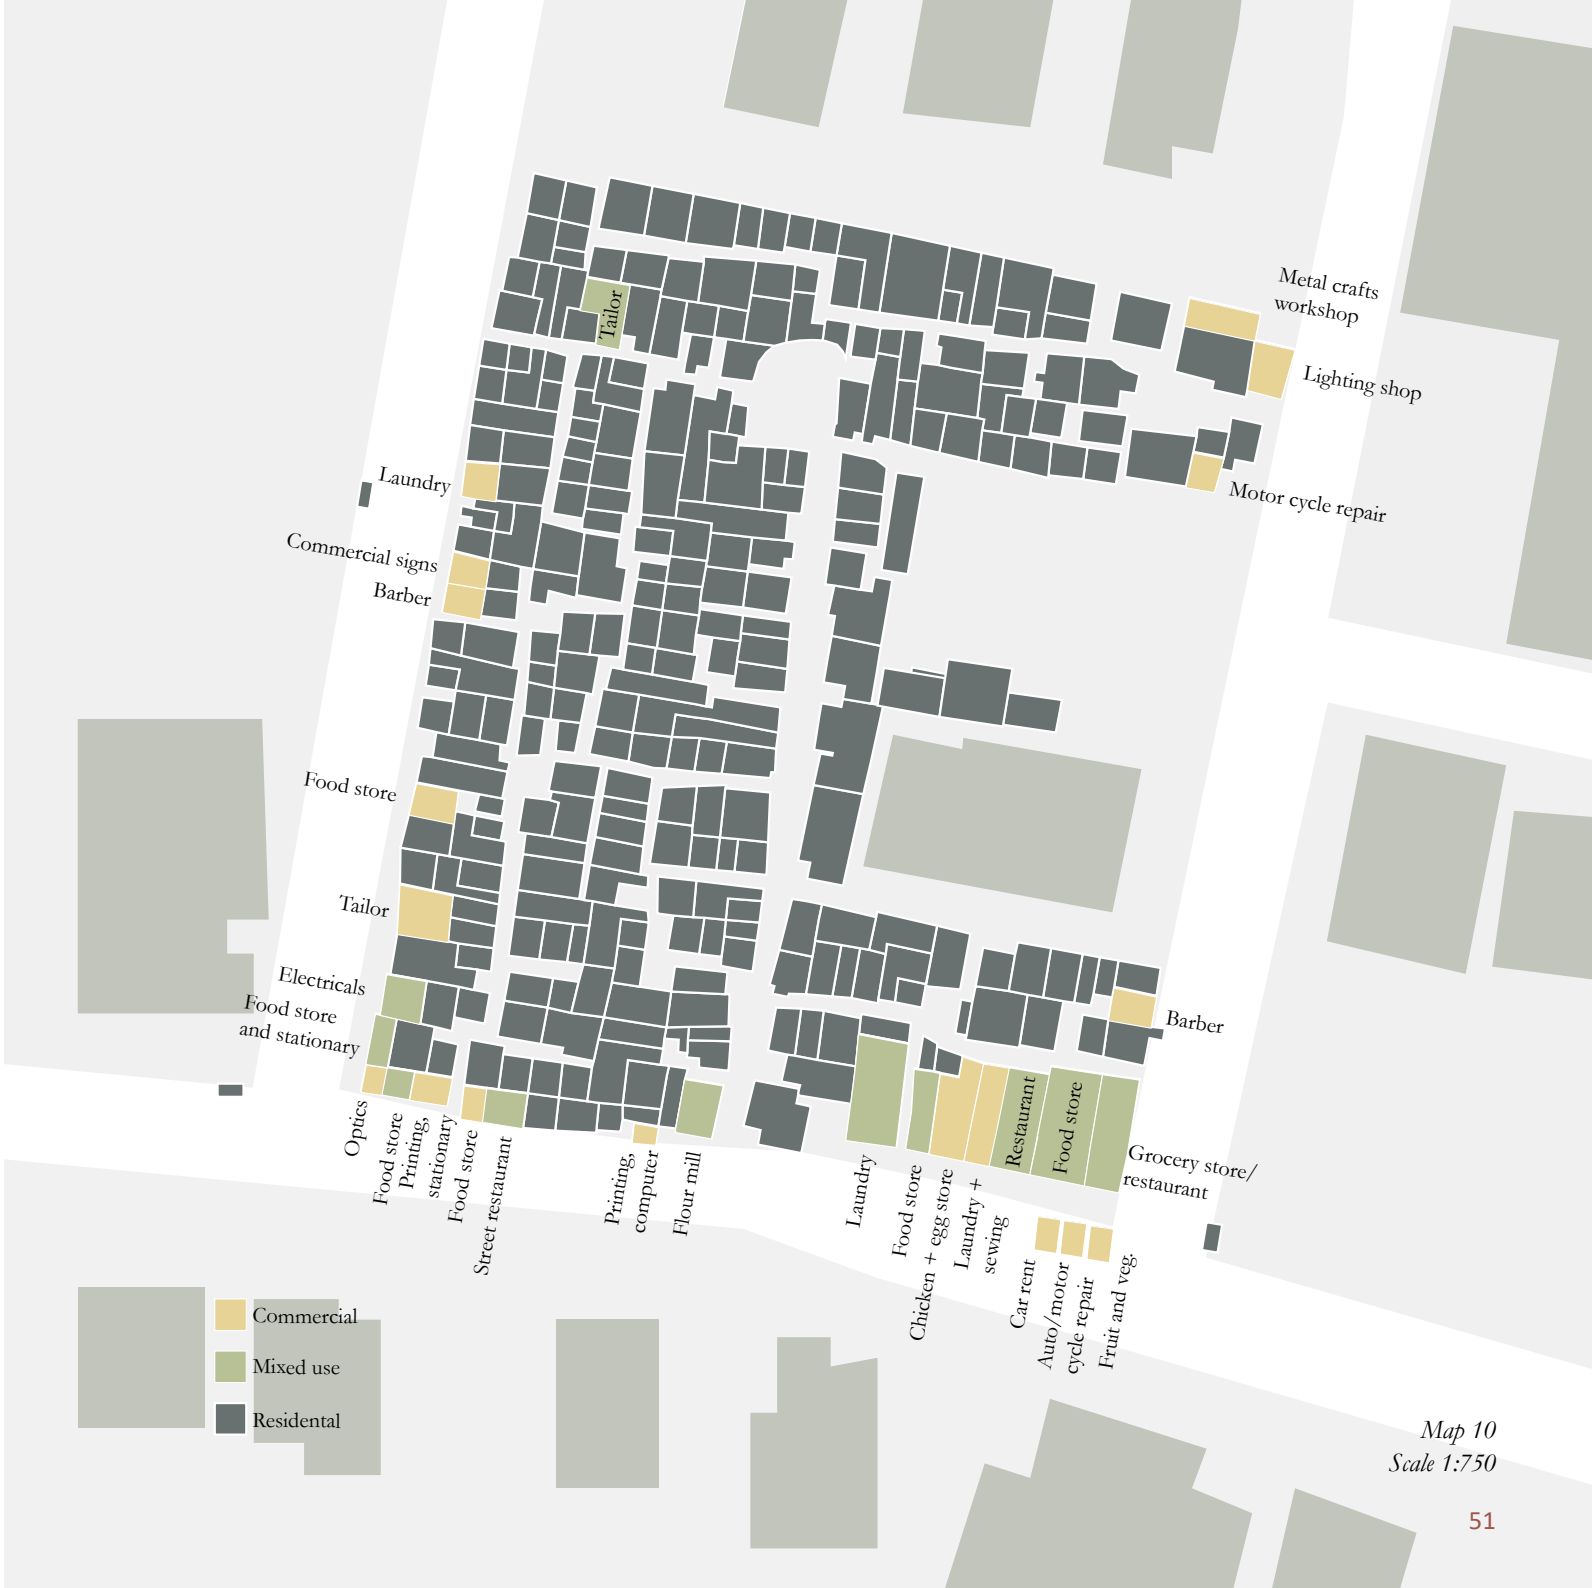 Tailor
Metal crafts
workshop
Lighting shop
Laundry
Motor cycle repair
Commercial signs
Barber
Food store
Tailor
Electricals
Food store
and stationary
Barber
Optics
Food store
Printing,
stationary
Food store
Street restaurant
Printing,
computer
Flour mill
Laundry
Food store
Chicken + egg store
Laundry +
sewing
Restaurant
Food store
Grocery store/
restaurant
Car rent
Auto/motor
cycle repair
Fruit and veg.
Commercial
Mixed use
Residental
Map 10
Scale 1:750
51